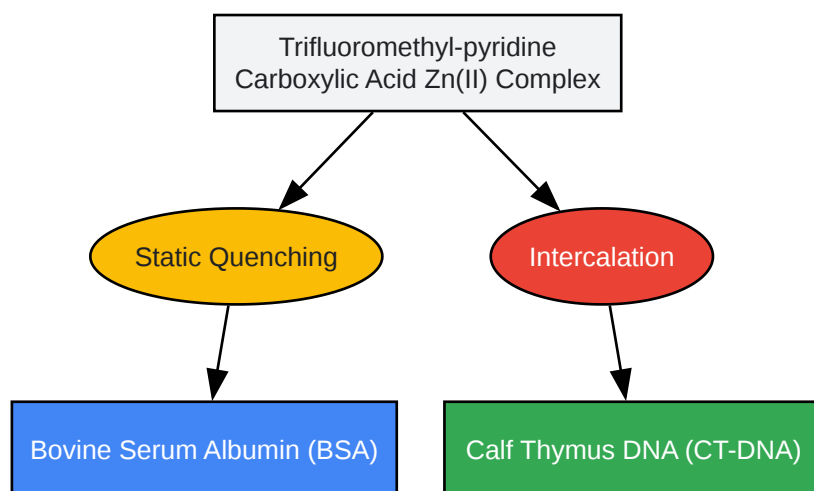 Trifluoromethyl-pyridine
Carboxylic Acid Zn(II) Complex
Static Quenching
Intercalation
Bovine Serum Albumin (BSA)
Calf Thymus DNA (CT-DNA)